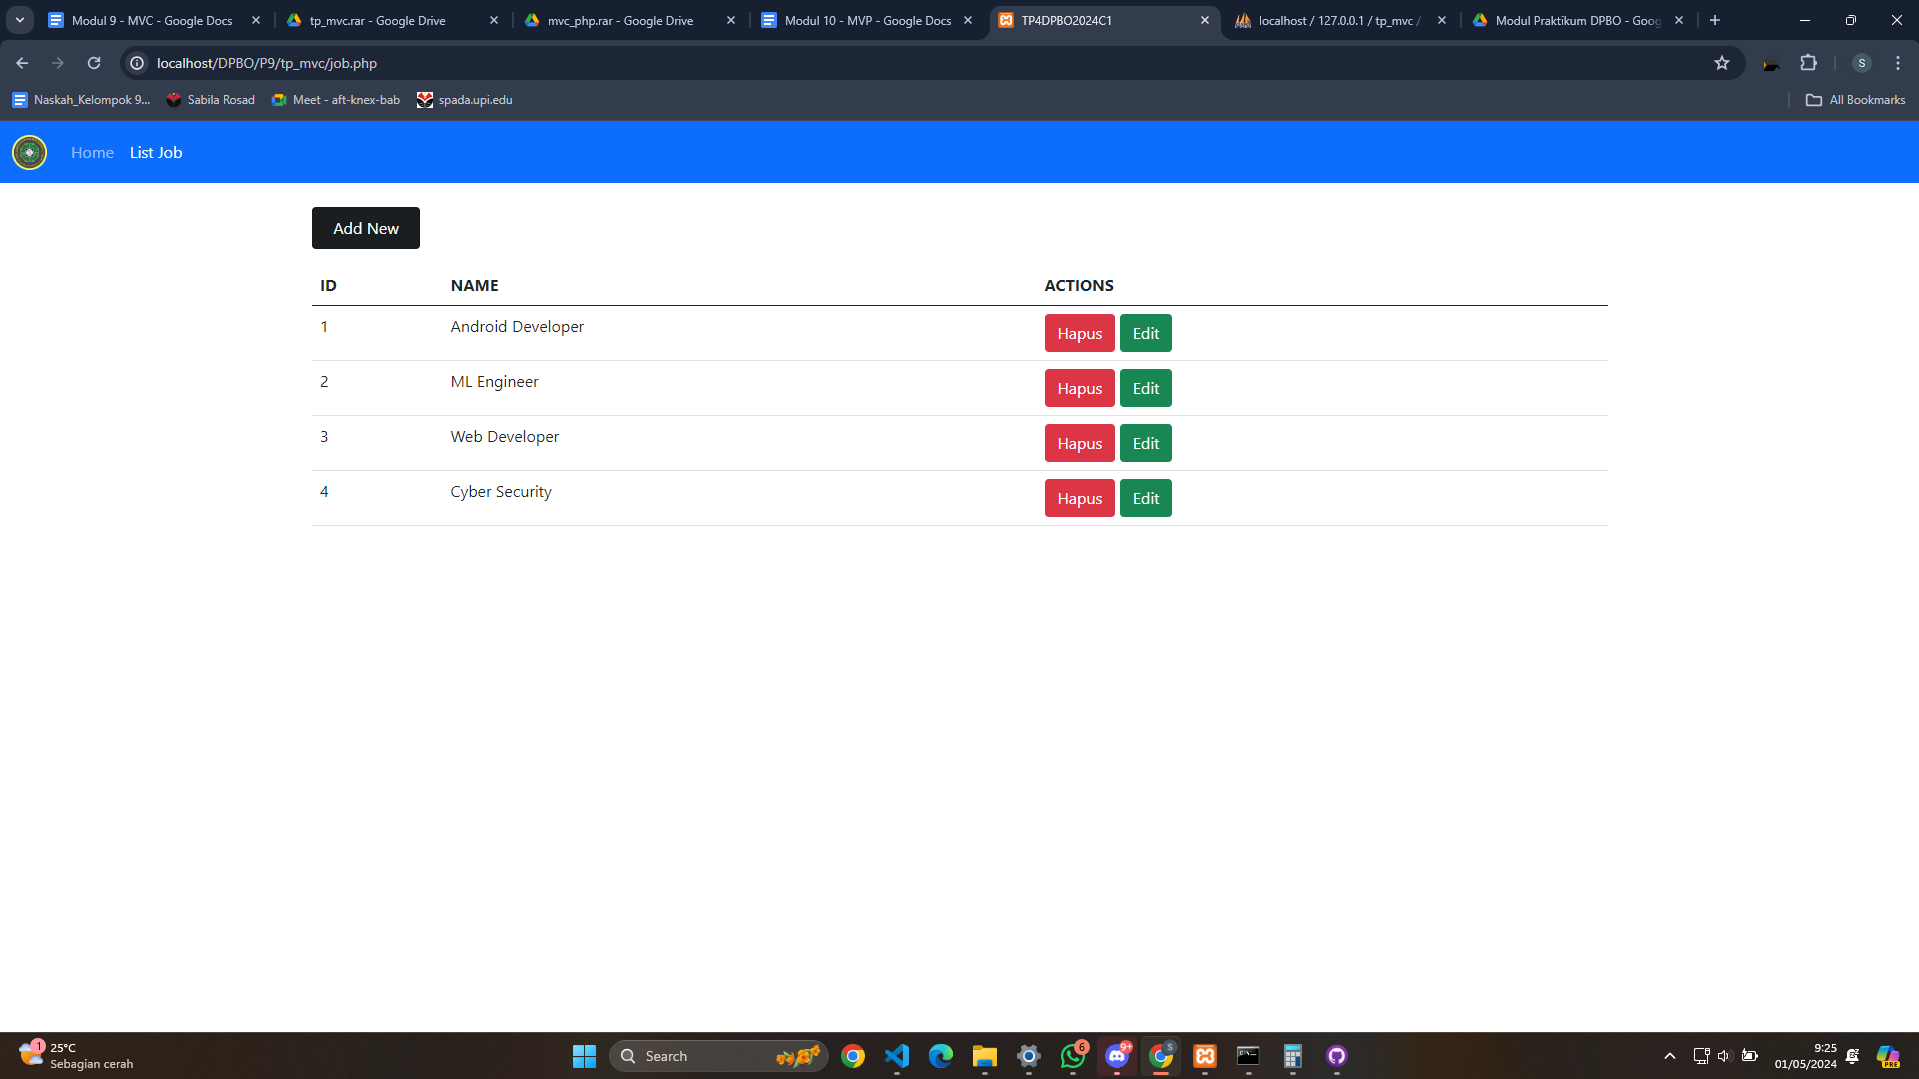 Modul 9 - MVC - Google Docs
tp_mvc.rar - Google Drive
mvc_php.rar - Google Drive
Modul 10 - MVP - Google Docs
TP4DPBO2024C1
localhost / 127.0.0.1 / tp_mvc /
Modul Praktikum DPBO - Goog
localhost/DPBO/P9/tp_mvc/job.php
S
Naskah_Kelompok 9...
Sabila Rosad
Meet - aft-knex-bab
spada.upi.edu
All Bookmarks
Home List Job
Add New
ID NAME ACTIONS
1 Android Developer Hapus Edit
2 ML Engineer Hapus Edit
3 Web Developer Hapus Edit
4 Cyber Security Hapus Edit
1
25°C
Sebagian cerah
Search
6
9+
S
9:25
01/05/2024
PRE